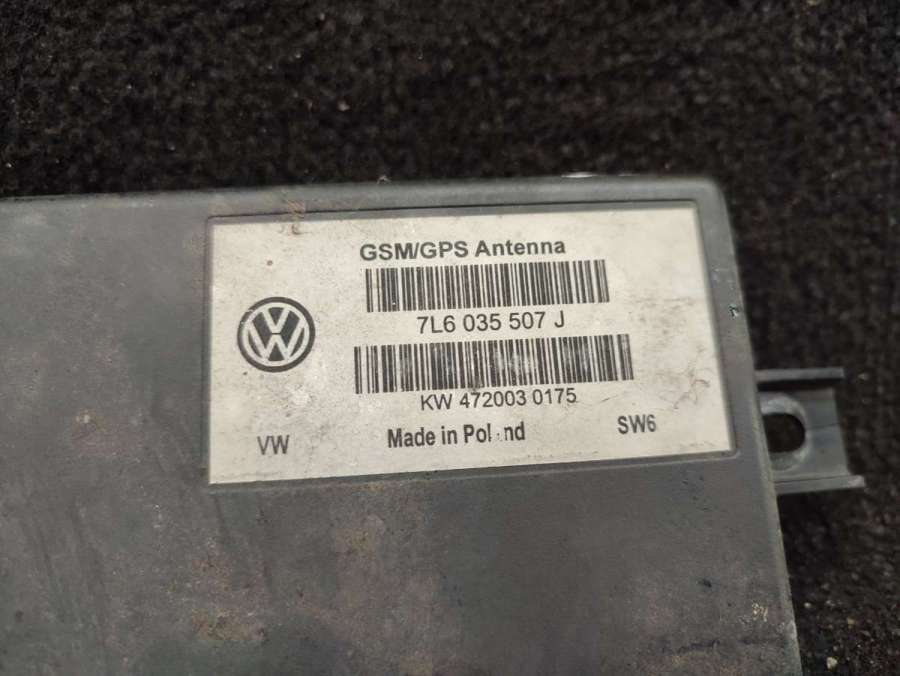 GSM/GPS Antenna
7L6 035 507 J
KW 472003 0175
VW Made in Pol nd SW6